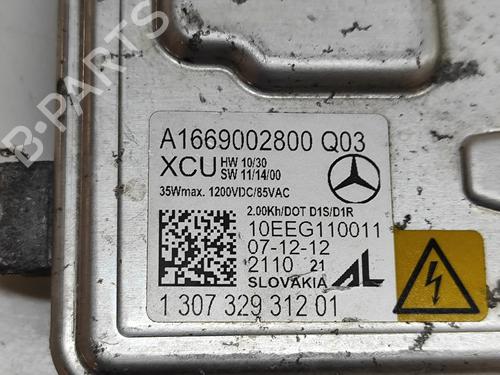 A1669002800 Q03
XCU HW 10/30
SW 11/14/00
35Wmax. 1200VDC/85VAC
2.00Kh/DOT D1S/D1R
10EEG110011
07-12-12
2110 21
SLOVAKIA AL
1 307 329 312 01
B-PARTS